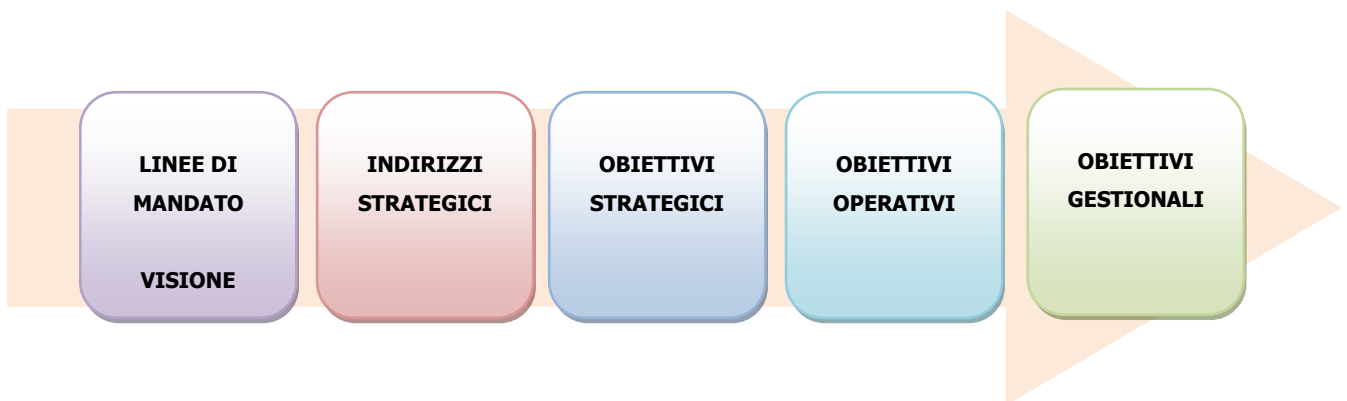 LINEE DI
MANDATO
VISIONE
INDIRIZZI
STRATEGICI
OBIETTIVI
STRATEGICI
OBIETTIVI
OPERATIVI
OBIETTIVI
GESTIONALI